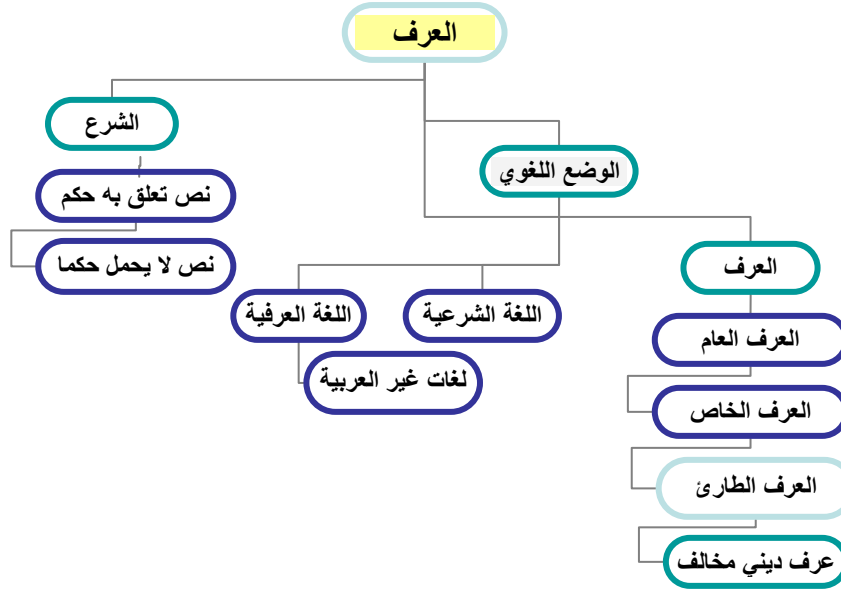 العرف
الشرع
الوضع اللغوي
نص تعلق به حكم
نص لا يحمل حكما
العرف
اللغة الشرعية
اللغة العرفية
العرف العام
لغات غير العربية
العرف الخاص
العرف الطارئ
عرف ديني مخالف